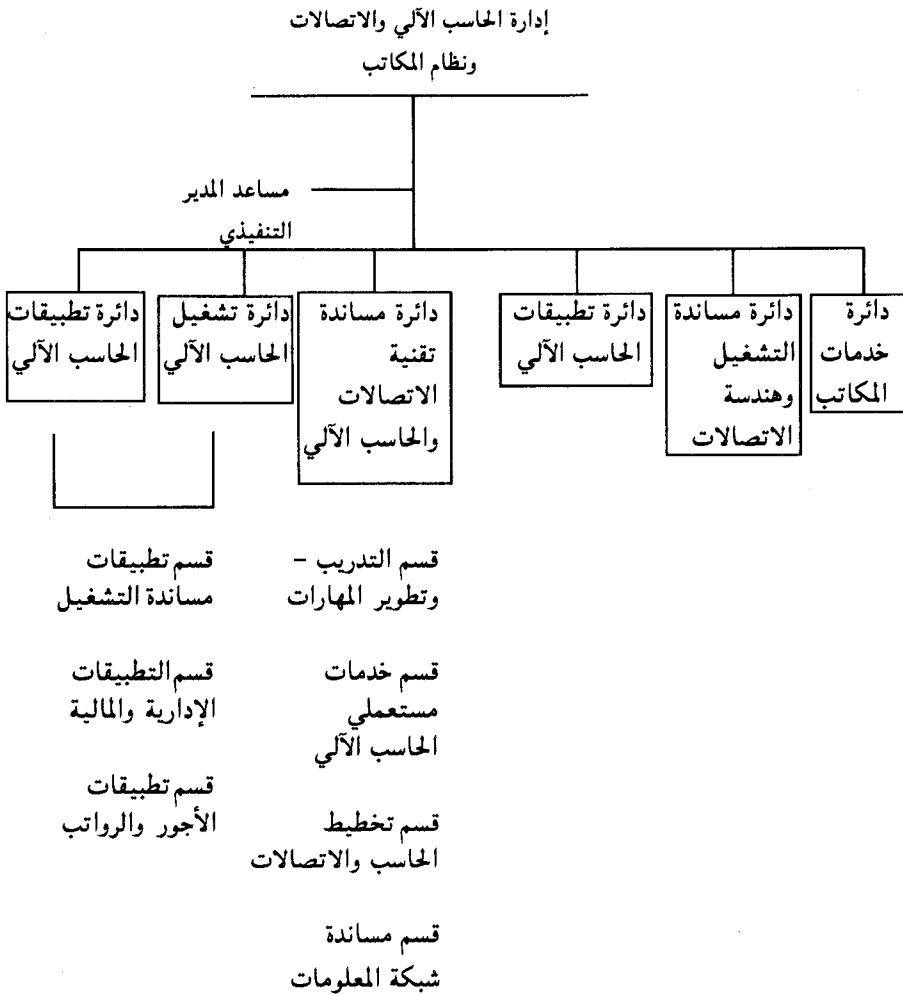 إدارة الحاسب الآلي والاتصالات
ونظام المكاتب
مساعد المدير
التنفيذي
دائرة
خدمات
المكاتب
دائرة مساندة
التشغيل
وهندسة
الاتصالات
دائرة تطبيقات
الحاسب الآلي
دائرة مساندة
تقنية
الاتصالات
والحاسب الآلي
دائرة تشغيل
الحاسب الآلي
دائرة تطبيقات
الحاسب الآلي
قسم التدريب –
وتطوير المهارات
قسم خدمات
مستعملي
الحاسب الآلي
قسم تخطيط
الحاسب والاتصالات
قسم مساندة
شبكة المعلومات
قسم تطبيقات
مساندة التشغيل
قسم التطبيقات
الإدارية والمالية
قسم تطبيقات
الأجور والرواتب